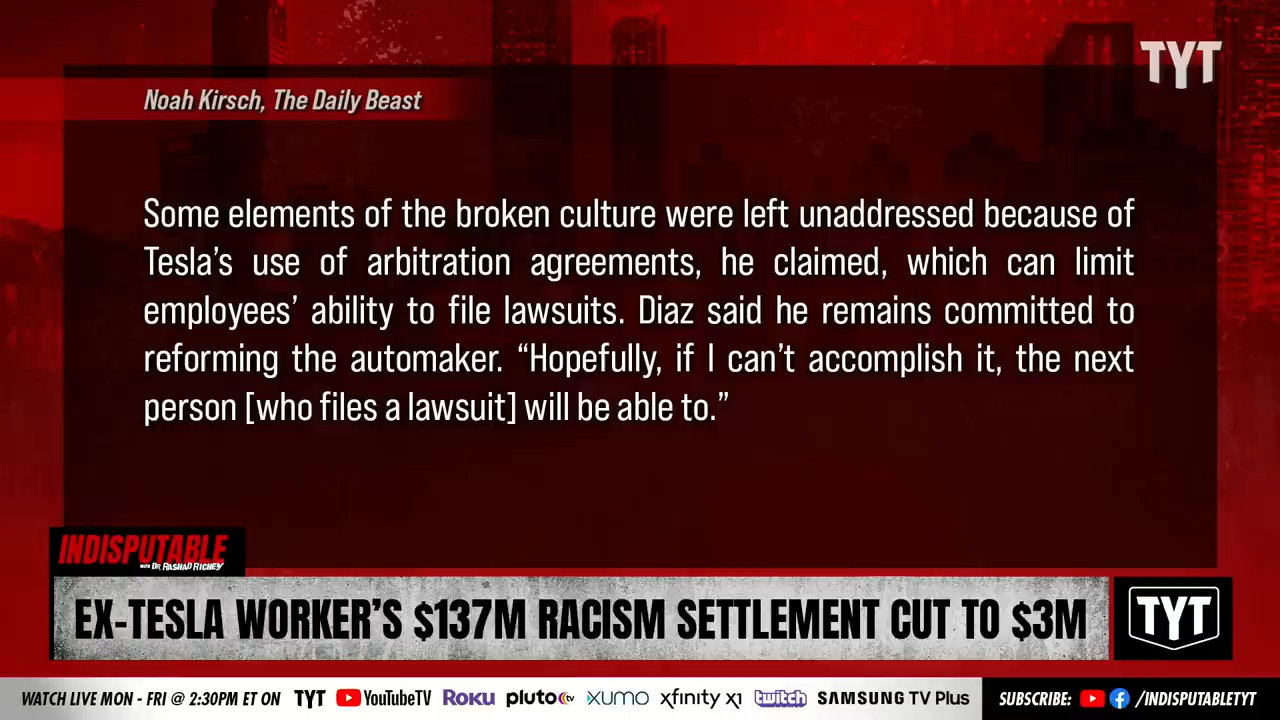 TYT
Noah Kirsch, The Daily Beast
Some elements of the broken culture were left unaddressed because of
Tesla’s use of arbitration agreements, he claimed, which can limit
employees’ ability to file lawsuits. Diaz said he remains committed to
reforming the automaker. “Hopefully, if I can’t accomplish it, the next
person [who files a lawsuit] will be able to.”
INDISPUTABLE
WITH DR. RASHAD RICHEY
EX-TESLA WORKER’S $137M RACISM SETTLEMENT CUT TO $3M
TYT
WATCH LIVE MON - FRI @ 2:30PM ET ON TYT YouTubeTV ROKU pluto tv xumo xfinity x1 twitch SAMSUNG TV Plus SUBSCRIBE: /INDISPUTABLETYT